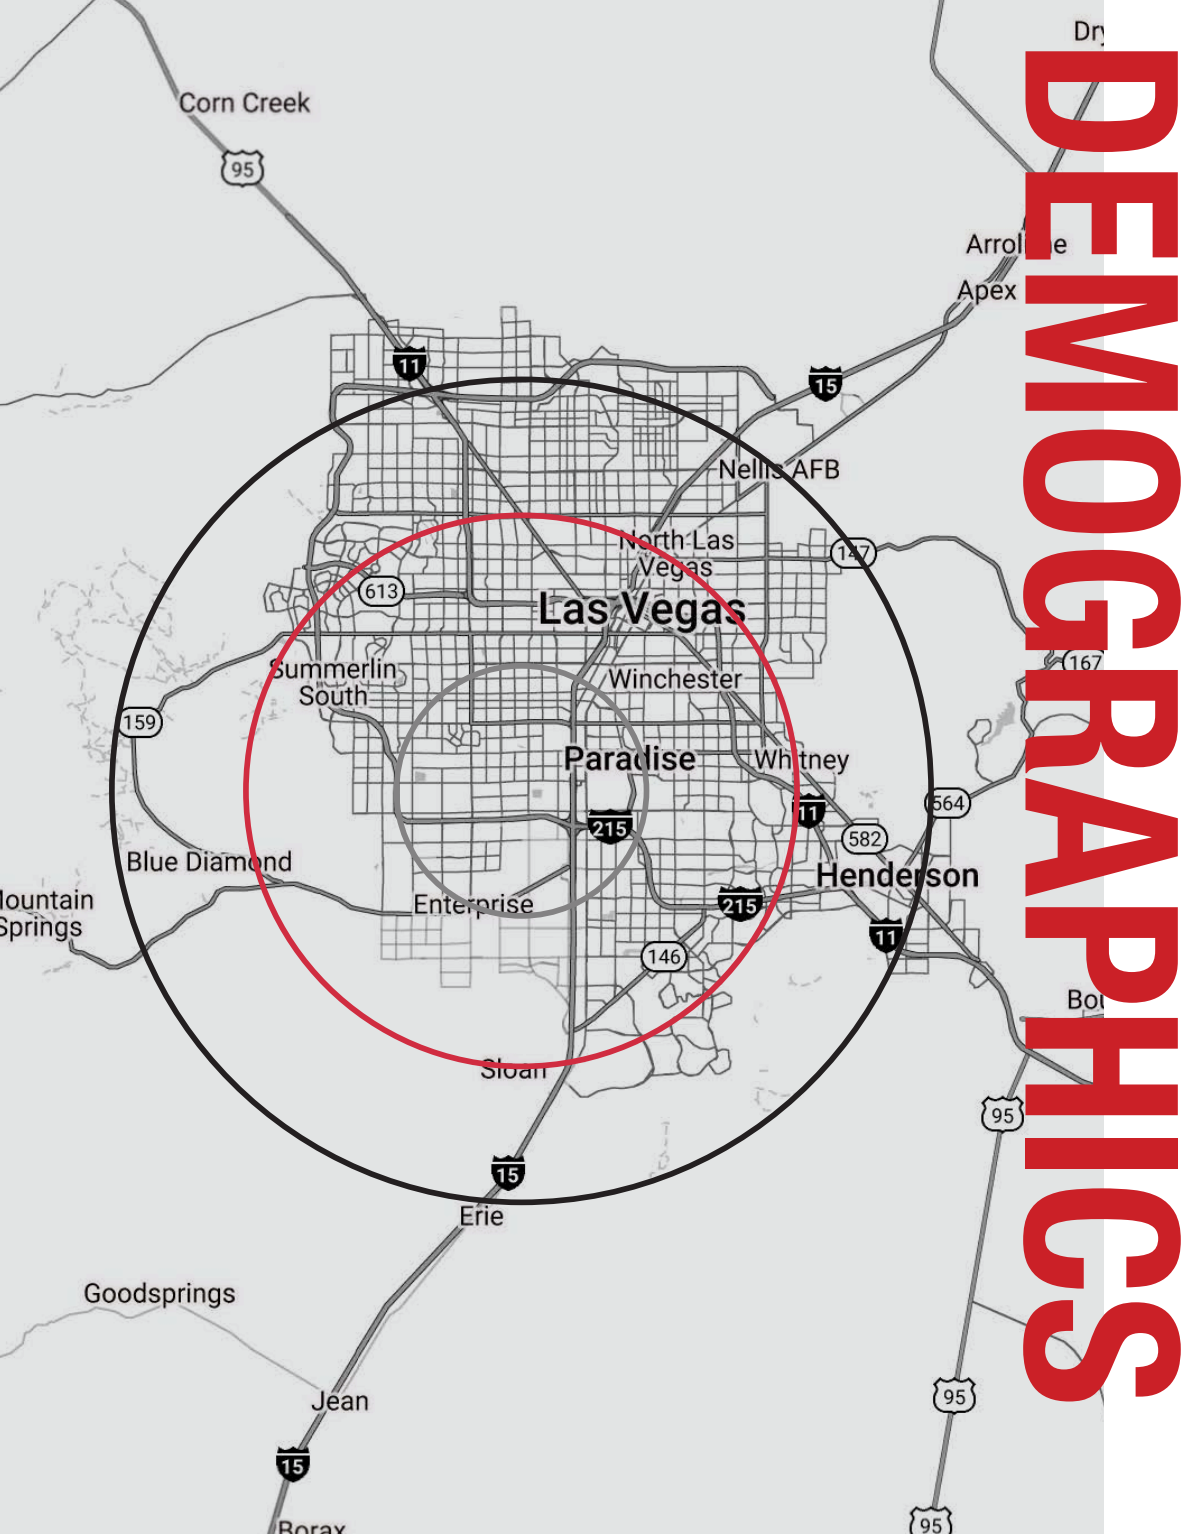 Dry
Corn Creek
95
Arrolime
Apex
11
15
Nellis AFB
North Las
Vegas
147
613
Las Vegas
167
Summerlin
South
Winchester
159
Paradise
Whitney
564
11
215
582
Blue Diamond
Henderson
Mountain
Springs
Enterprise
215
11
146
Bou
Sloan
95
15
Erie
Goodsprings
95
Jean
15
Borax
95
DEMOGRAPHICS